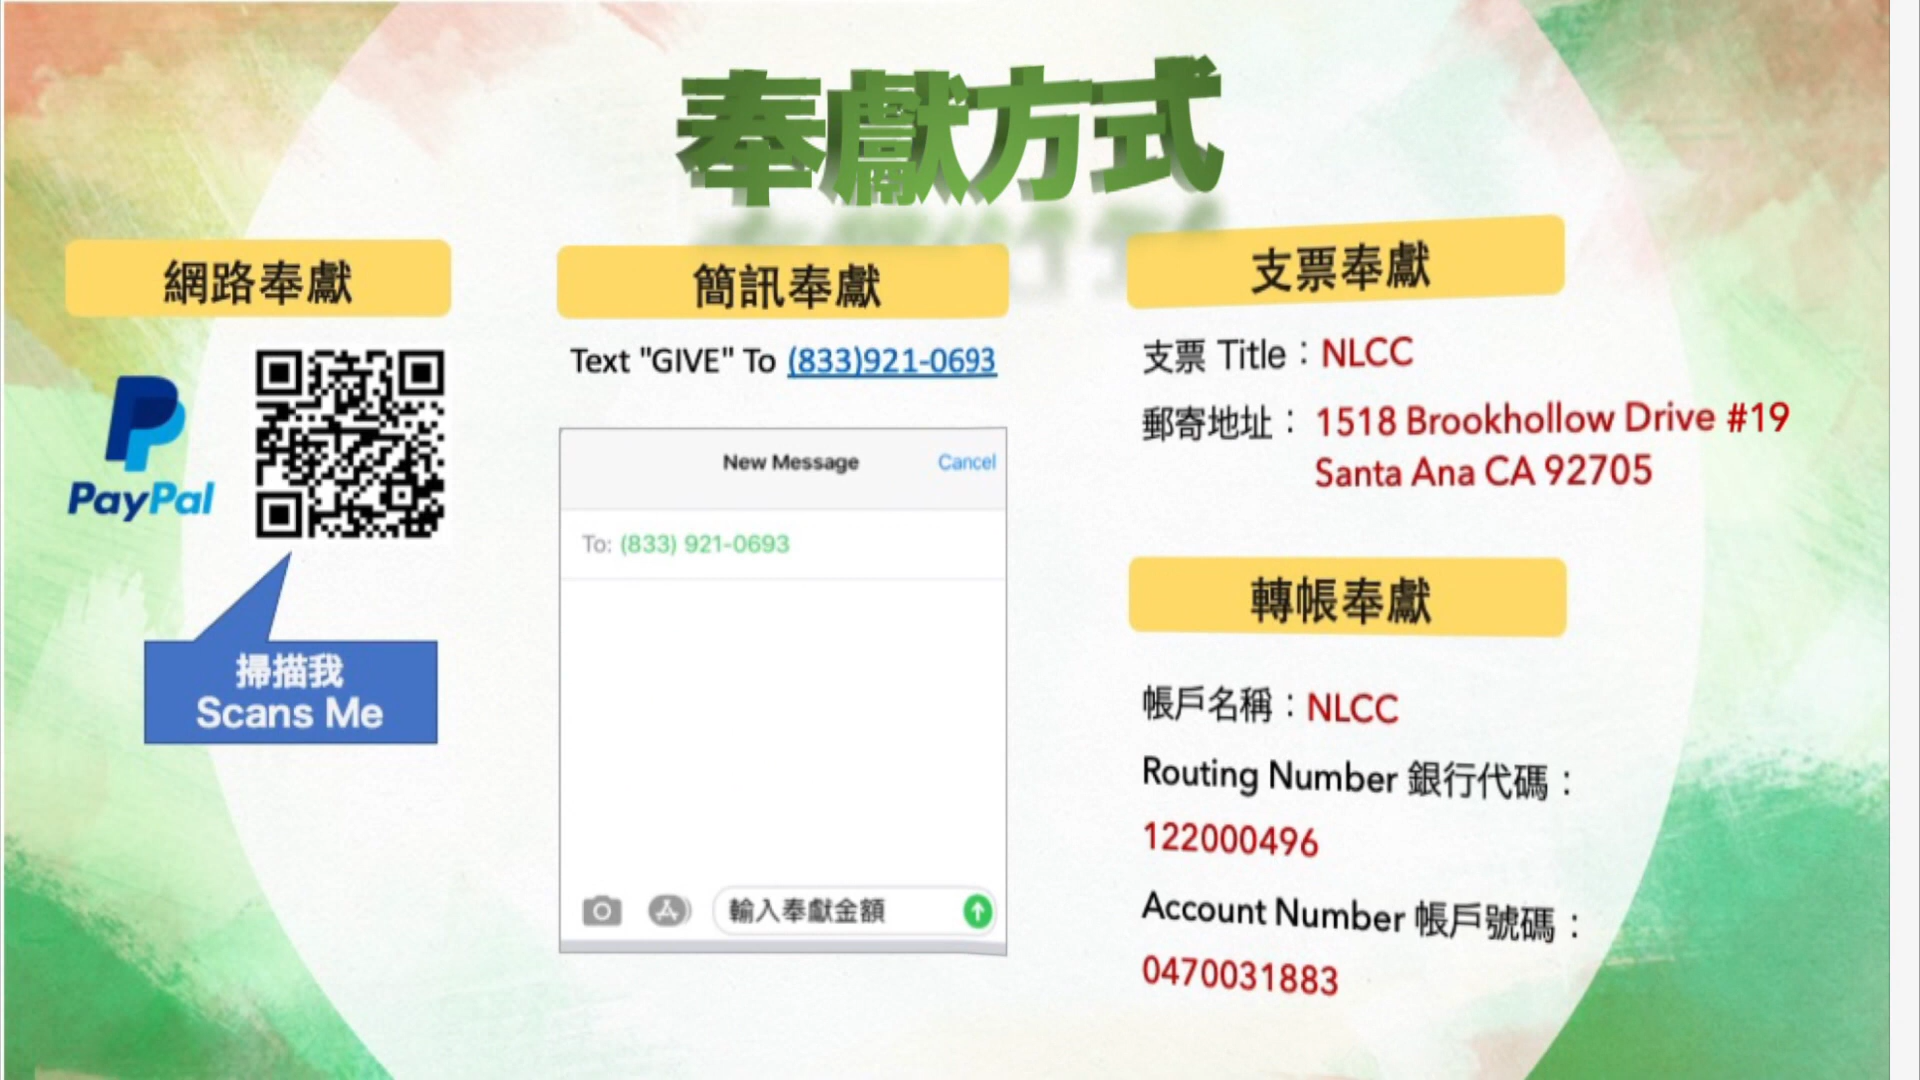 奉獻方式
網路奉獻
PayPal
掃描我
Scans Me
簡訊奉獻
Text "GIVE" To (833)921-0693
New Message
Cancel
To: (833) 921-0693
輸入奉獻金額
支票奉獻
支票 Title：NLCC
郵寄地址： 1518 Brookhollow Drive #19
Santa Ana CA 92705
轉帳奉獻
帳戶名稱：NLCC
Routing Number 銀行代碼：
122000496
Account Number 帳戶號碼：
0470031883